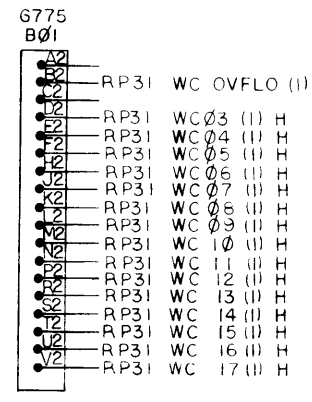 G775
BØ1
A2
B2 RP31 WC OVFLO (1)
C2
D2 RP31 WCØ3 (1) H
E2 RP31 WCØ4 (1) H
F2 RP31 WCØ5 (1) H
H2 RP31 WCØ6 (1) H
J2 RP31 WCØ7 (1) H
K2 RP31 WCØ8 (1) H
L2 RP31 WCØ9 (1) H
M2 RP31 WC 1Ø (1) H
N2 RP31 WC 11 (1) H
P2 RP31 WC 12 (1) H
R2 RP31 WC 13 (1) H
S2 RP31 WC 14 (1) H
T2 RP31 WC 15 (1) H
U2 RP31 WC 16 (1) H
V2 RP31 WC 17 (1) H